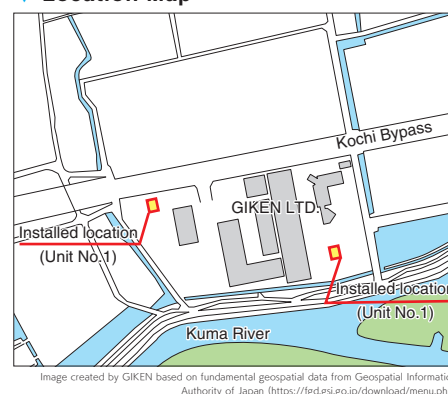 Location Map
Kochi Bypass
GIKEN LTD.
Installed location
(Unit No.1)
Installed location
(Unit No.1)
Kuma River
Image created by GIKEN based on fundamental geospatial data from Geospatial Informatio
Authority of Japan (https://fgd.gsi.go.jp/download/menu.ph